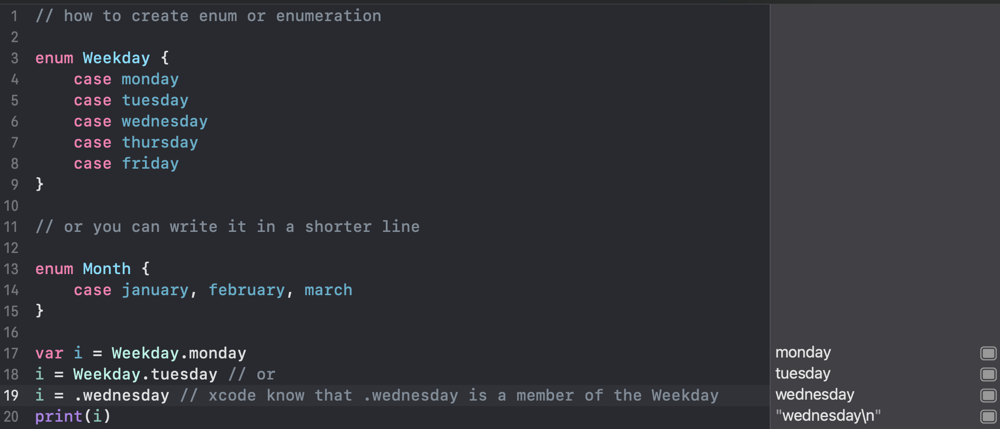 1 // how to create enum or enumeration
2
3 enum Weekday {
4     case monday
5     case tuesday
6     case wednesday
7     case thursday
8     case friday
9 }
10
11 // or you can write it in a shorter line
12
13 enum Month {
14     case january, february, march
15 }
16
17 var i = Weekday.monday monday
18 i = Weekday.tuesday // or tuesday
19 i = .wednesday // xcode know that .wednesday is a member of the Weekday wednesday
20 print(i) "wednesday\n"